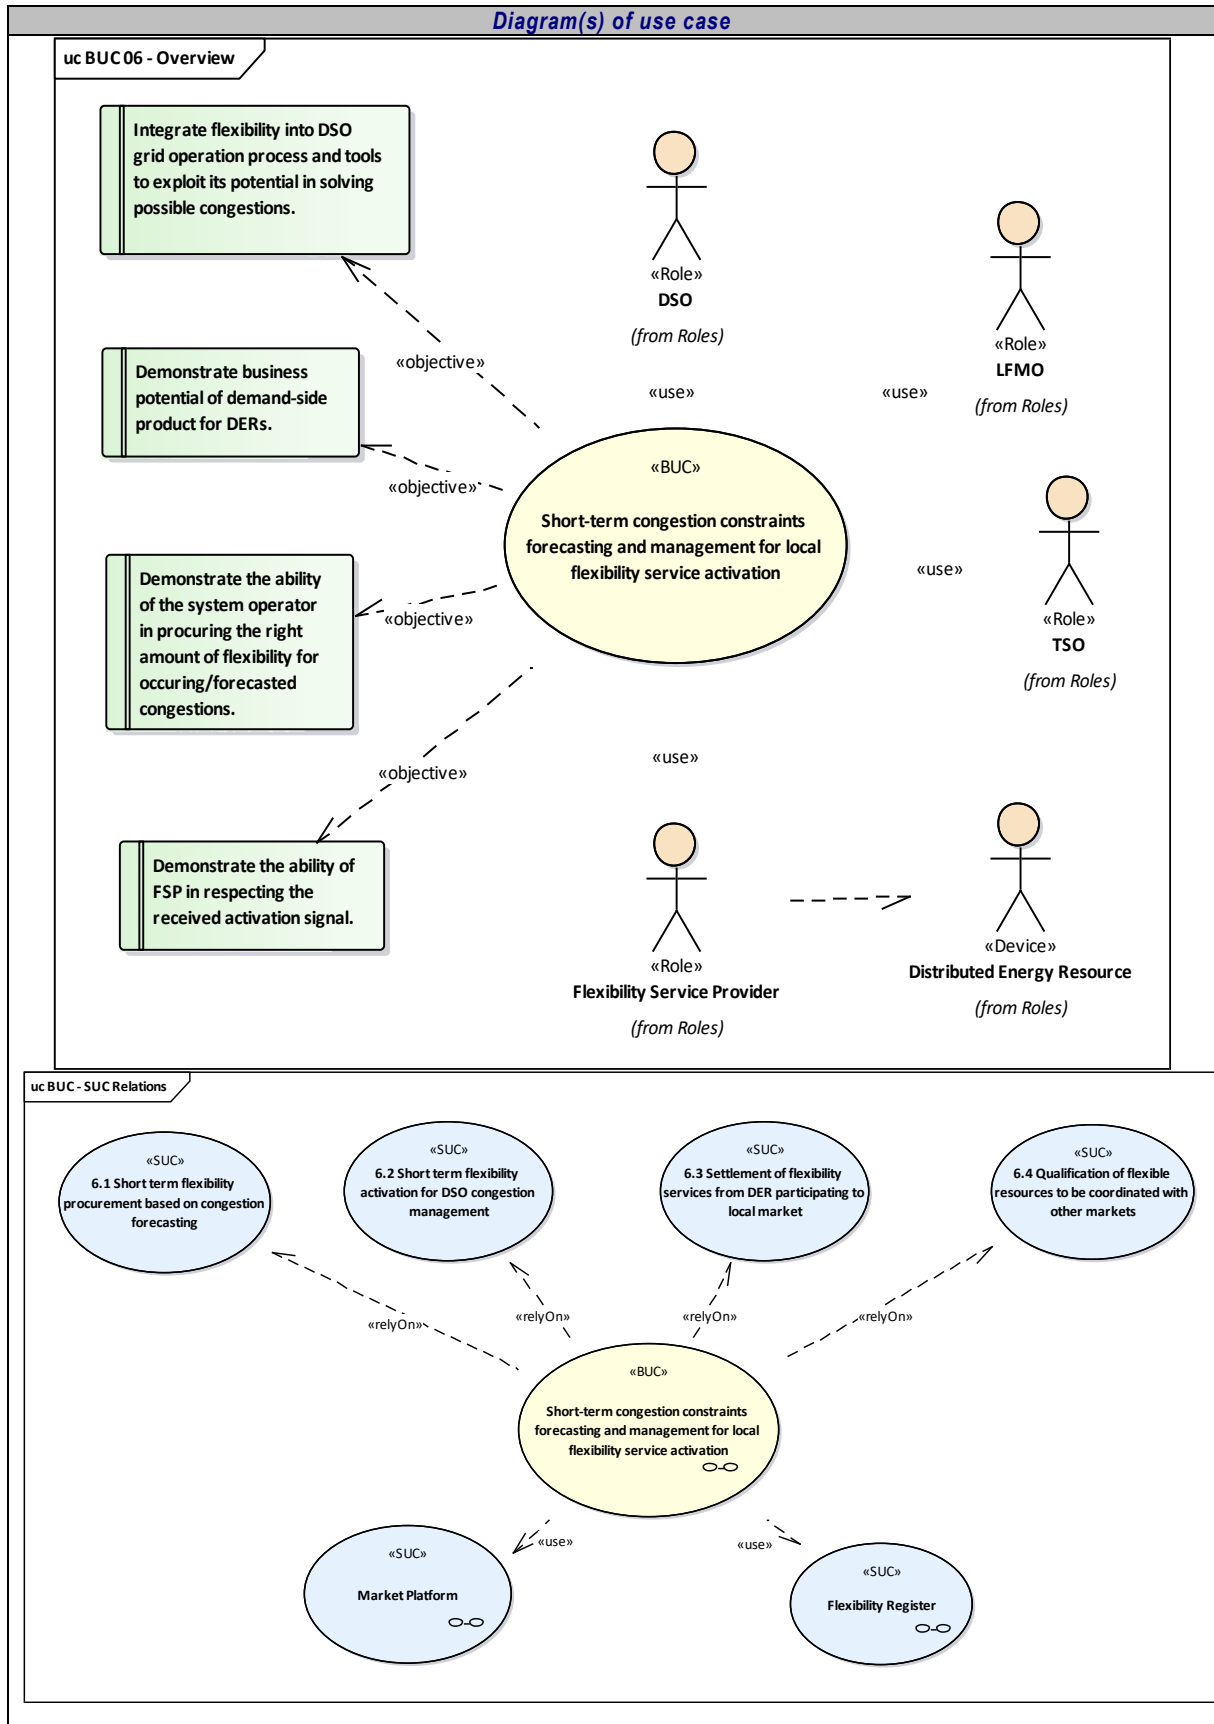 Diagram(s) of use case
uc BUC 06 - Overview
Integrate flexibility into DSO
grid operation process and tools
to exploit its potential in solving
possible congestions.
«Role»
DSO
(from Roles)
«Role»
LFMO
(from Roles)
«objective»
«use»
«use»
Demonstrate business
potential of demand-side
product for DERs.
«objective»
«BUC»
Short-term congestion constraints
forecasting and management for local
flexibility service activation
«use»
Demonstrate the ability
of the system operator
in procuring the right
amount of flexibility for
occuring/forecasted
congestions.
«objective»
«Role»
TSO
(from Roles)
«objective»
«use»
Demonstrate the ability of
FSP in respecting the
received activation signal.
«Role»
Flexibility Service Provider
(from Roles)
«Device»
Distributed Energy Resource
(from Roles)
uc BUC - SUC Relations
«SUC»
6.1 Short term flexibility
procurement based on congestion
forecasting
«SUC»
6.2 Short term flexibility
activation for DSO congestion
management
«SUC»
6.3 Settlement of flexibility
services from DER participating to
local market
«SUC»
6.4 Qualification of flexible
resources to be coordinated with
other markets
«relyOn»
«relyOn»
«relyOn»
«relyOn»
«BUC»
Short-term congestion constraints
forecasting and management for local
flexibility service activation
«use»
«use»
«SUC»
Market Platform
«SUC»
Flexibility Register